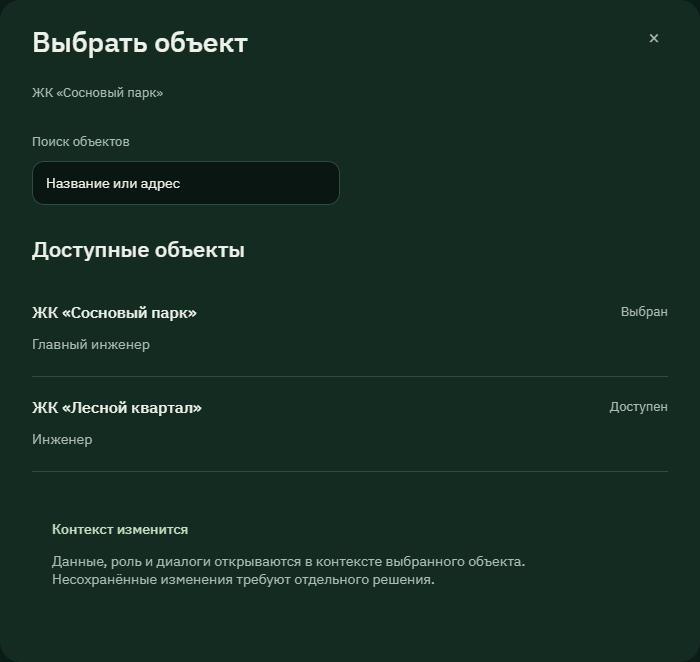 Выбрать объект
×
ЖК «Сосновый парк»
Поиск объектов
Название или адрес
Доступные объекты
ЖК «Сосновый парк»
Выбран
Главный инженер
ЖК «Лесной квартал»
Доступен
Инженер
Контекст изменится
Данные, роль и диалоги открываются в контексте выбранного объекта.
Несохранённые изменения требуют отдельного решения.